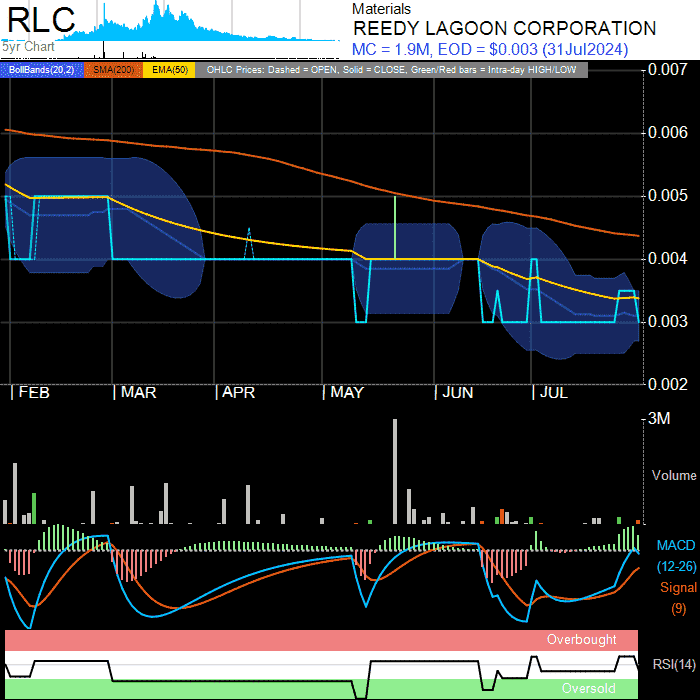 RLC
5yr Chart
Materials
REEDY LAGOON CORPORATION
MC = 1.9M, EOD = $0.003 (31Jul2024)
BollBands(20,2) SMA(200) EMA(50) OHLC Prices: Dashed = OPEN, Solid = CLOSE, Green/Red bars = Intra-day HIGH/LOW
0.007
0.006
0.005
0.004
0.003
0.002
FEB MAR APR MAY JUN JUL
3M
Volume
MACD
(12-26)
Signal
(9)
Overbought
RSI(14)
Oversold